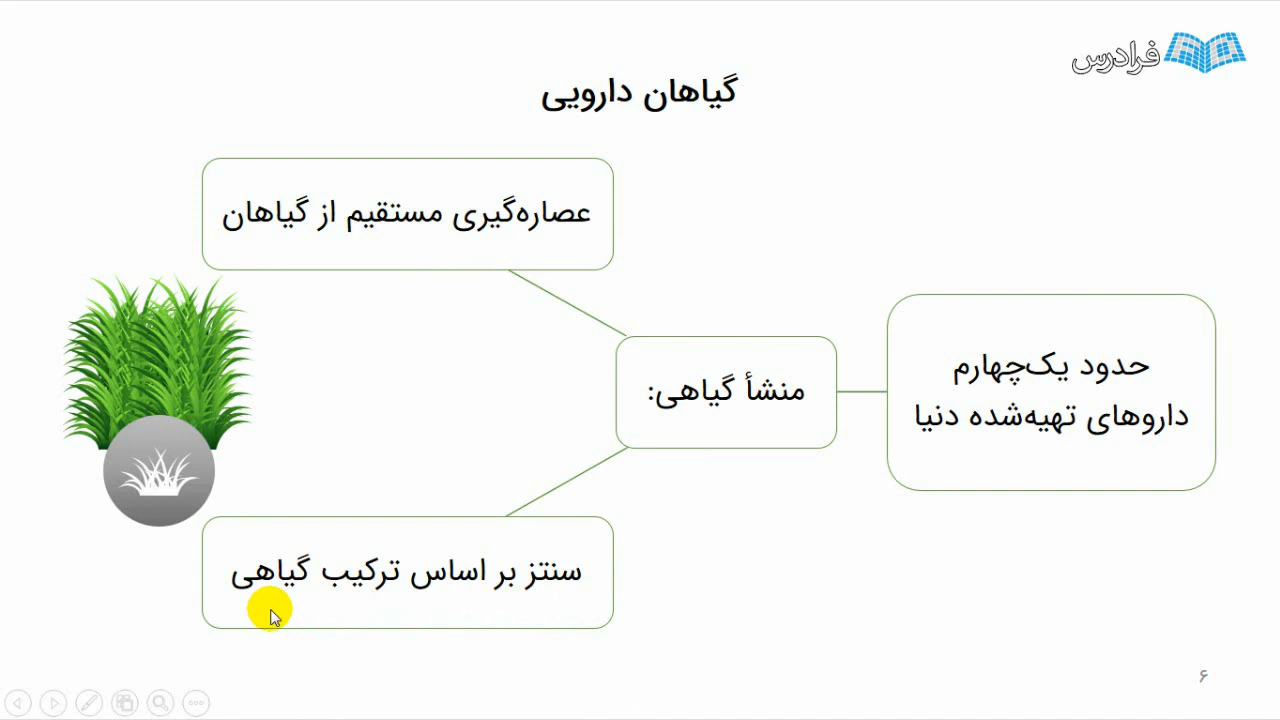 فرادرس
گیاهان دارویی
حدود یک‌چهارم
داروهای تهیه‌شده دنیا
منشأ گیاهی:
عصاره‌گیری مستقیم از گیاهان
سنتز بر اساس ترکیب گیاهی
۶